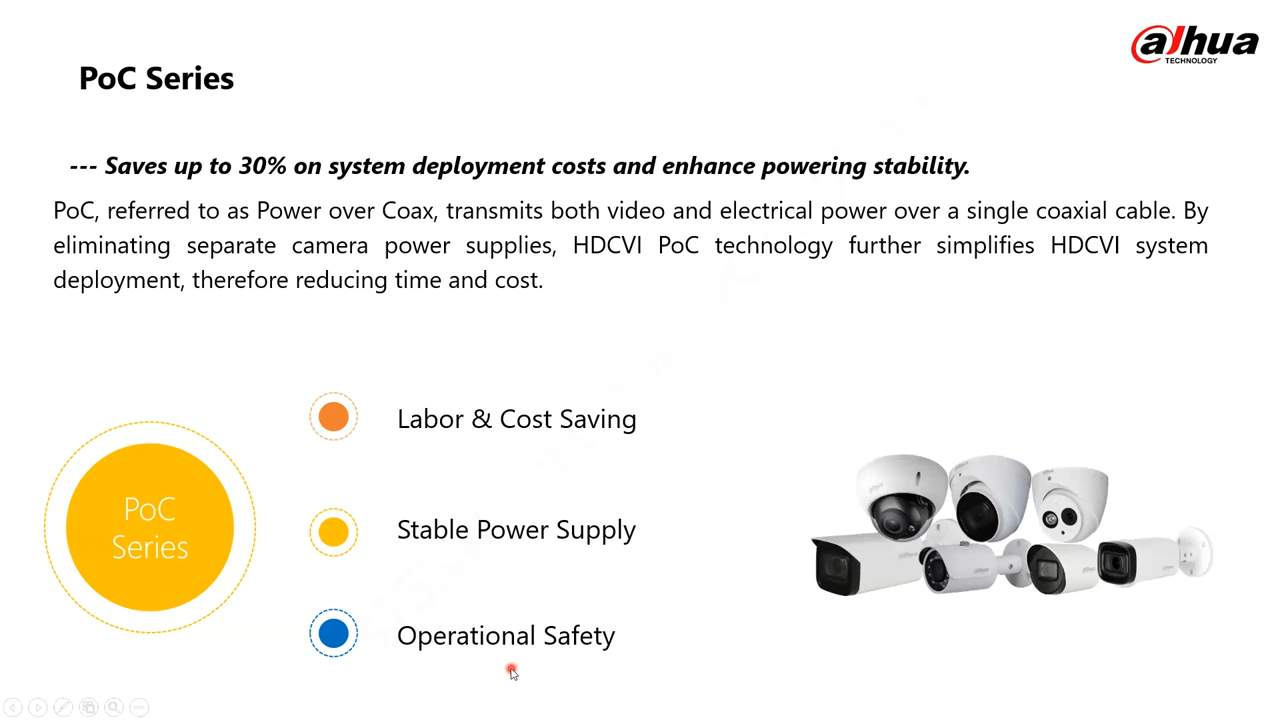 alhua
TECHNOLOGY
PoC Series
--- Saves up to 30% on system deployment costs and enhance powering stability.
PoC, referred to as Power over Coax, transmits both video and electrical power over a single coaxial cable. By
eliminating separate camera power supplies, HDCVI PoC technology further simplifies HDCVI system
deployment, therefore reducing time and cost.
Labor & Cost Saving
PoC
Series
Stable Power Supply
Operational Safety
alhua